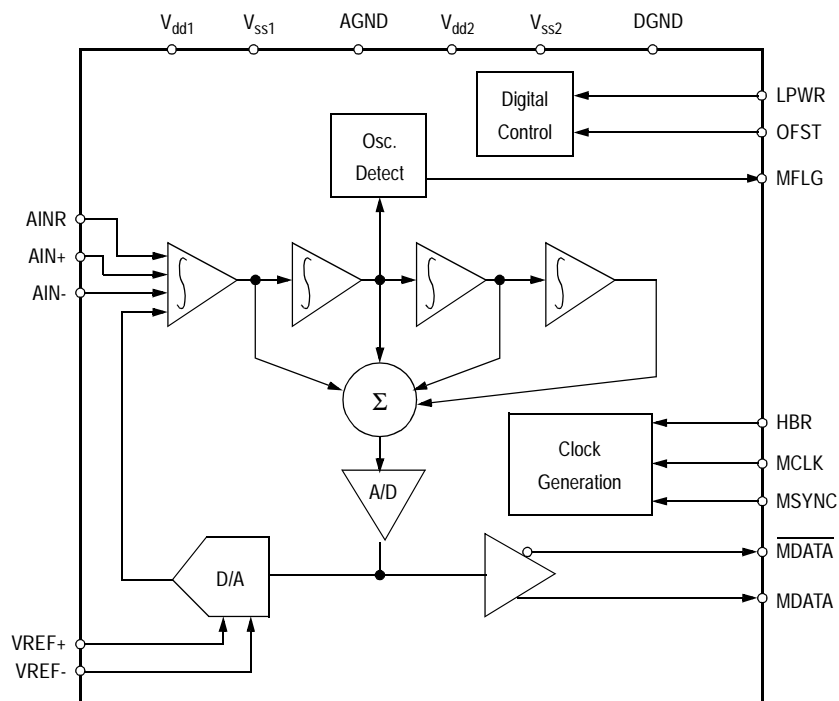 Vdd1 Vss1 AGND Vdd2 Vss2 DGND
LPWR
Digital
Control
OFST
Osc.
Detect
MFLG
AINR
AIN+
AIN-
∫ ∫ ∫ ∫
Σ
HBR
Clock
Generation
MCLK
MSYNC
A/D
MDATA
D/A
MDATA
VREF+
VREF-